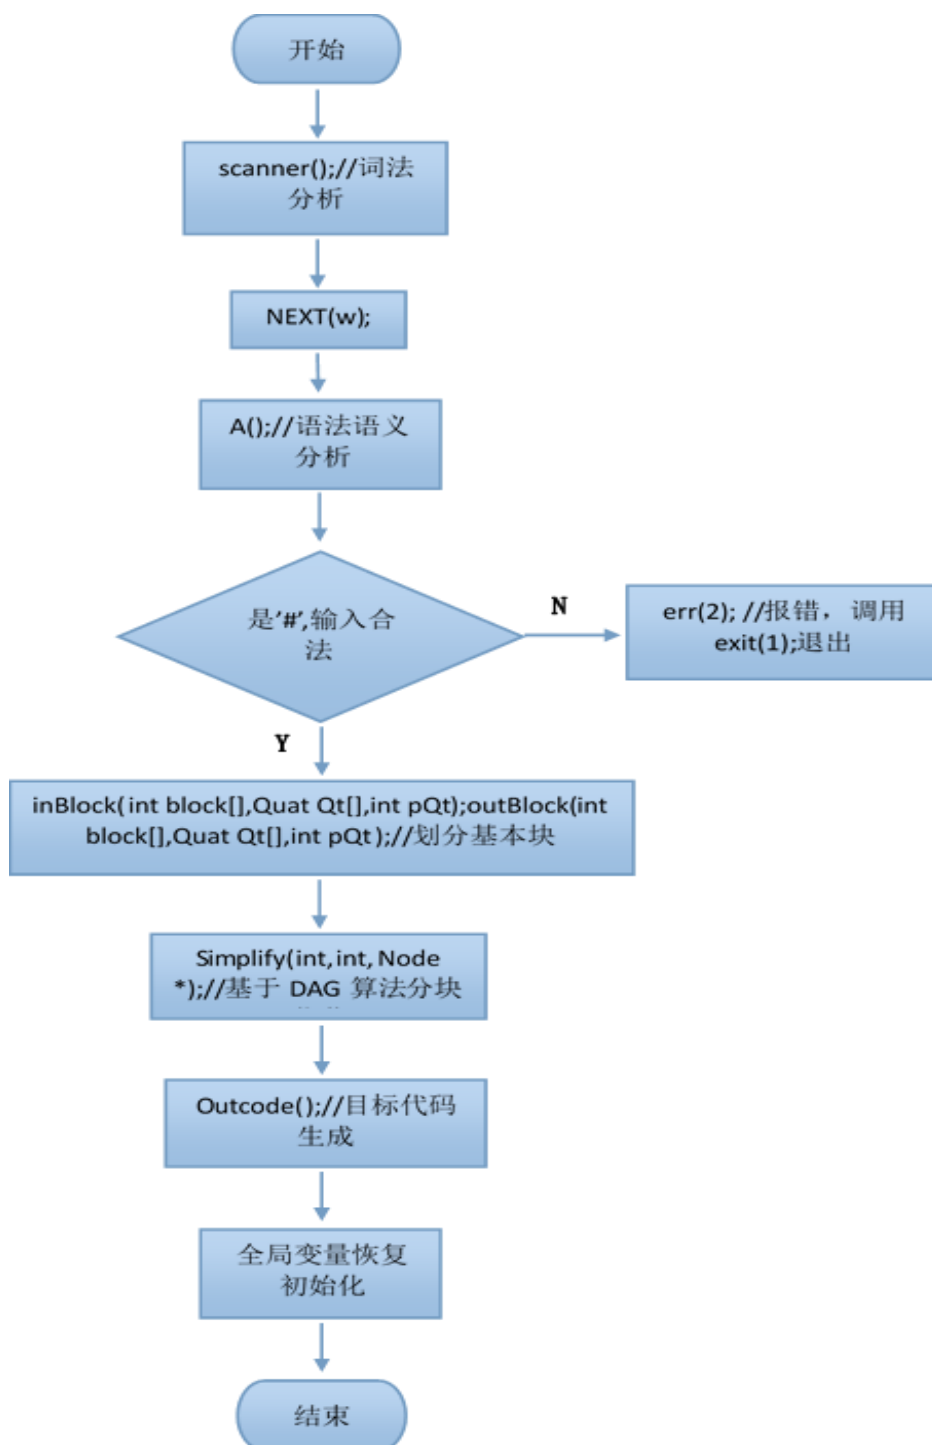 开始
scanner();//词法
分析
NEXT(w);
A();//语法语义
分析
是'#',输入合
法
N
err(2); //报错，调用
exit(1);退出
Y
inBlock( int block[],Quat Qt[],int pQt);outBlock(int
block[],Quat Qt[],int pQt );//划分基本块
Simplify(int,int, Node
*);//基于 DAG 算法分块
Outcode();//目标代码
生成
全局变量恢复
初始化
结束